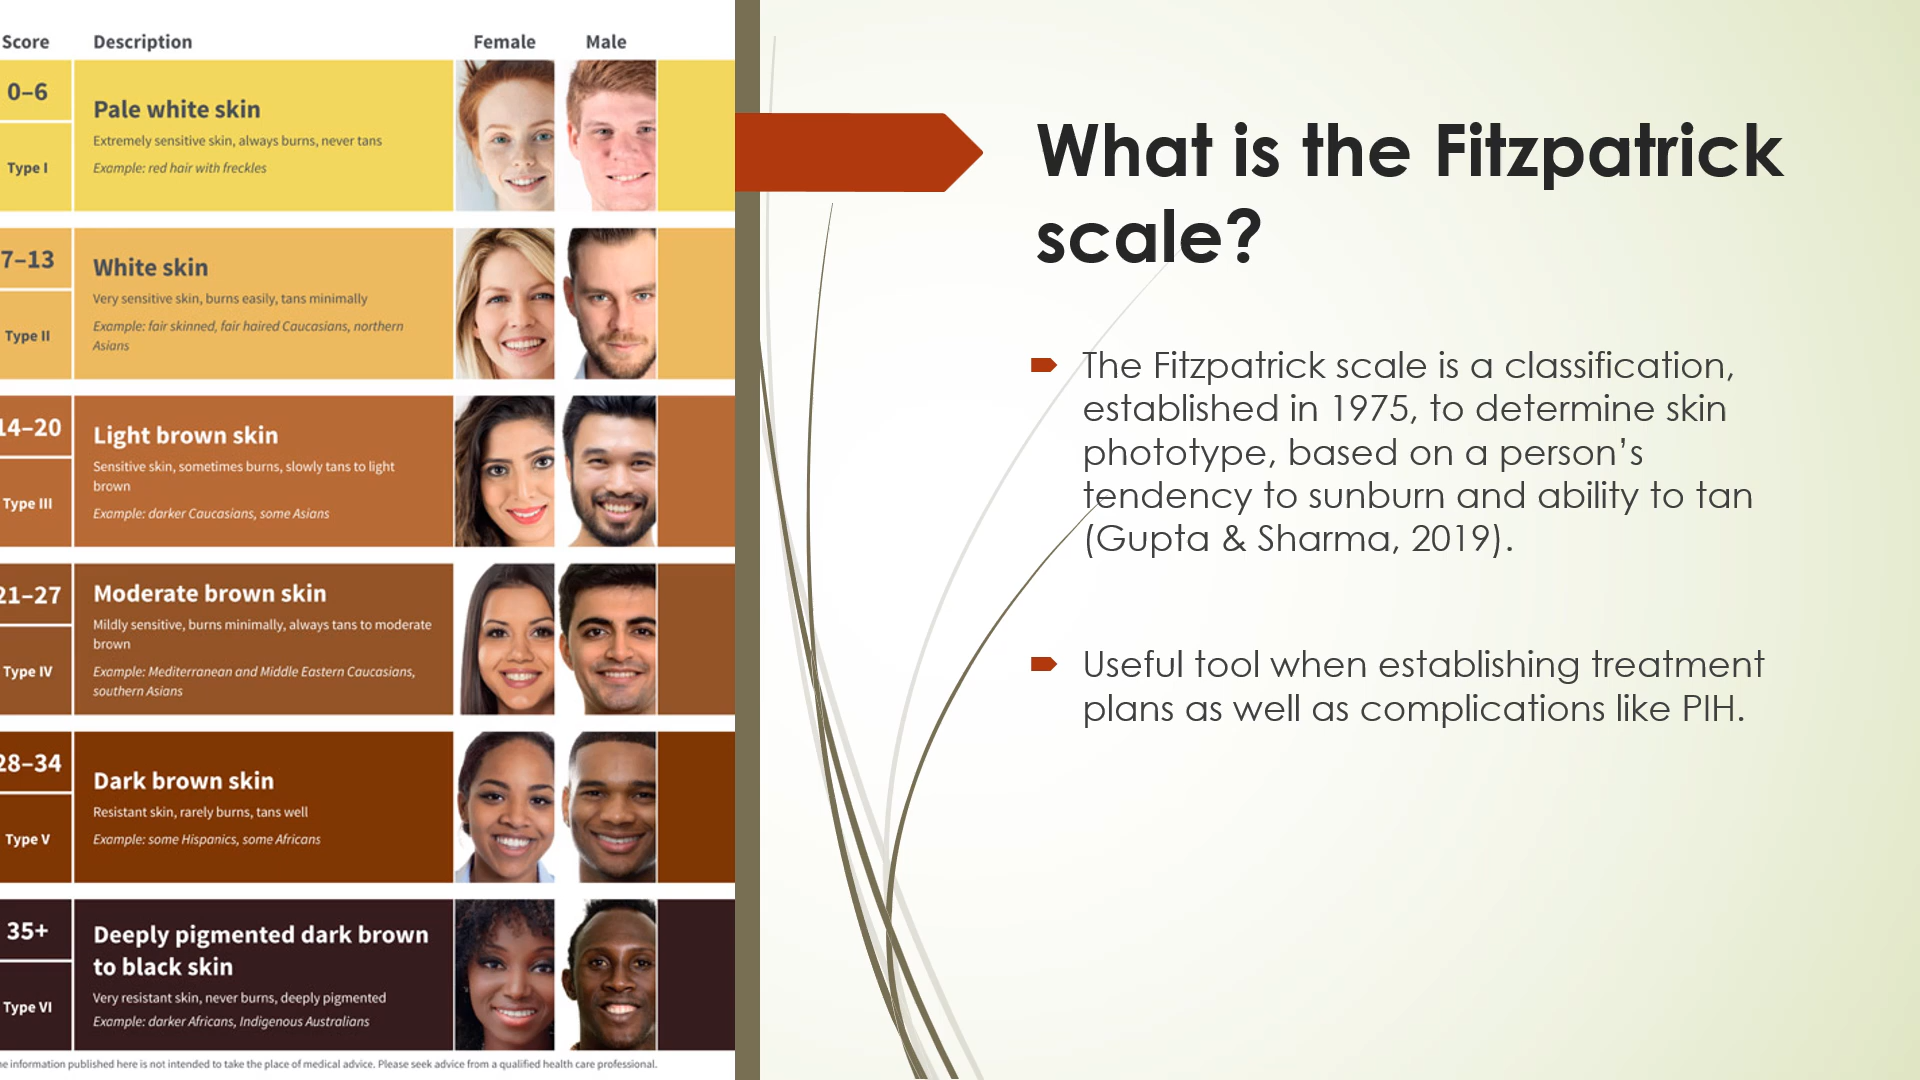 Score Description Female Male
0–6
Pale white skin
Extremely sensitive skin, always burns, never tans
Type I
Example: red hair with freckles
7–13
White skin
Very sensitive skin, burns easily, tans minimally
Type II
Example: fair skinned, fair haired Caucasians, northern
Asians
14–20
Light brown skin
Sensitive skin, sometimes burns, slowly tans to light
brown
Type III
Example: darker Caucasians, some Asians
21–27
Moderate brown skin
Mildly sensitive, burns minimally, always tans to moderate
brown
Type IV
Example: Mediterranean and Middle Eastern Caucasians,
southern Asians
28–34
Dark brown skin
Resistant skin, rarely burns, tans well
Type V
Example: some Hispanics, some Africans
35+
Deeply pigmented dark brown
to black skin
Very resistant skin, never burns, deeply pigmented
Type VI
Example: darker Africans, Indigenous Australians
information published here is not intended to take the place of medical advice. Please seek advice from a qualified health care professional.
What is the Fitzpatrick
scale?
The Fitzpatrick scale is a classification,
established in 1975, to determine skin
phototype, based on a person’s
tendency to sunburn and ability to tan
(Gupta & Sharma, 2019).
Useful tool when establishing treatment
plans as well as complications like PIH.